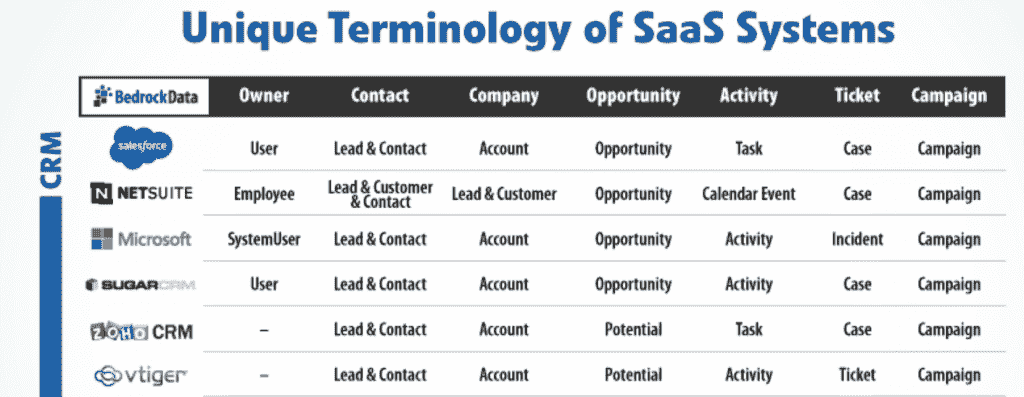 Unique Terminology of SaaS Systems
BedrockData Owner Contact Company Opportunity Activity Ticket Campaign
CRM
salesforce User Lead & Contact Account Opportunity Task Case Campaign
N NETSUITE Employee Lead & Customer & Contact Lead & Customer Opportunity Calendar Event Case Campaign
Microsoft SystemUser Lead & Contact Account Opportunity Activity Incident Campaign
SUGARCRM User Lead & Contact Account Opportunity Activity Case Campaign
ZOHO CRM – Lead & Contact Account Potential Task Case Campaign
vtiger – Lead & Contact Account Potential Activity Ticket Campaign